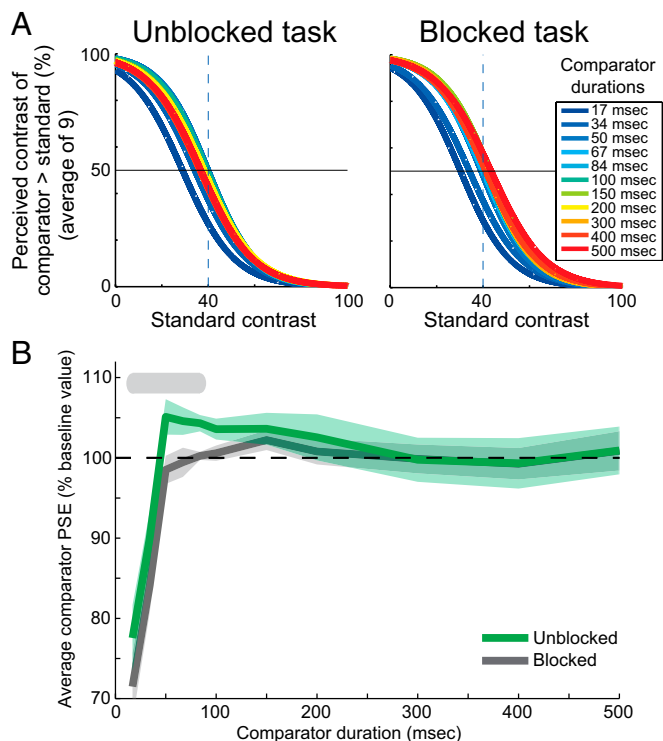 A
Unblocked task
Blocked task
Perceived contrast of
comparator > standard (%)
(average of 9)
100
50
0
0
40
100
Standard contrast
0
40
100
Standard contrast
Comparator
durations
17 msec
34 msec
50 msec
67 msec
84 msec
100 msec
150 msec
200 msec
300 msec
400 msec
500 msec
B
Average comparator PSE (% baseline value)
110
100
90
80
70
0
100
200
300
400
500
Comparator duration (msec)
Unblocked
Blocked